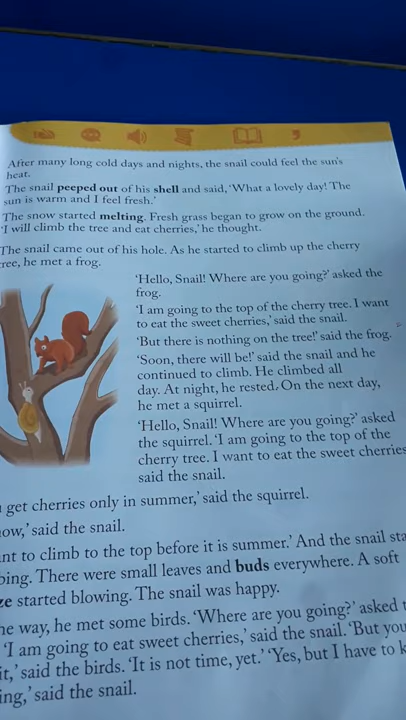 After many long cold days and nights, the snail could feel the sun's
heat.
The snail peeped out of his shell and said, ‘What a lovely day! The
sun is warm and I feel fresh.’
The snow started melting. Fresh grass began to grow on the ground.
‘I will climb the tree and eat cherries,’ he thought.
The snail came out of his hole. As he started to climb up the cherry
tree, he met a frog.
‘Hello, Snail! Where are you going?’ asked the
frog.
‘I am going to the top of the cherry tree. I want
to eat the sweet cherries,’ said the snail.
‘But there is nothing on the tree!’ said the frog.
‘Soon, there will be!’ said the snail and he
continued to climb. He climbed all
day. At night, he rested. On the next day,
he met a squirrel.
‘Hello, Snail! Where are you going?’ asked
the squirrel. ‘I am going to the top of the
cherry tree. I want to eat the sweet cherries
said the snail.
get cherries only in summer,’ said the squirrel.
said the snail.
to climb to the top before it is summer.’ And the snail
There were small leaves and buds everywhere. A soft
started blowing. The snail was happy.
way, he met some birds. ‘Where are you going?’ asked
‘I am going to eat sweet cherries,’ said the snail. ‘But you
said the birds. ‘It is not time, yet.’ ‘Yes, but I have to
said the snail.